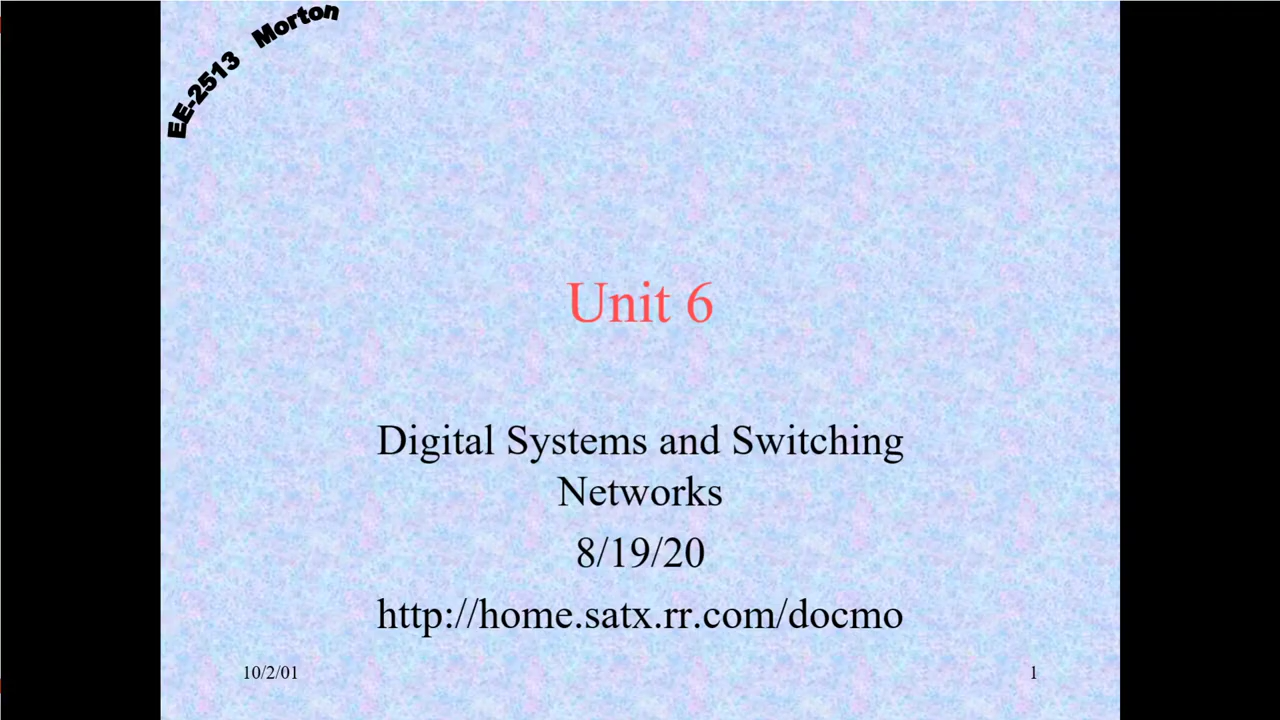 EE-2513 Morton
Unit 6
Digital Systems and Switching
Networks
8/19/20
http://home.satx.rr.com/docmo
10/2/01
1